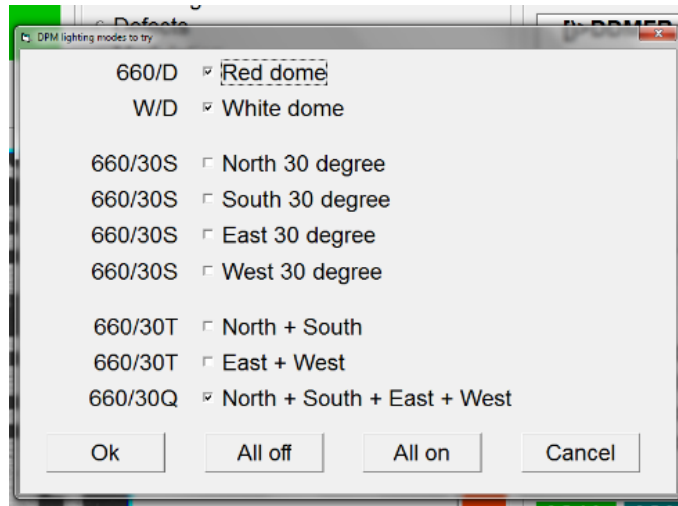 Defects
DPM lighting modes to try
660/D Red dome
W/D White dome
660/30S North 30 degree
660/30S South 30 degree
660/30S East 30 degree
660/30S West 30 degree
660/30T North + South
660/30T East + West
660/30Q North + South + East + West
Ok All off All on Cancel